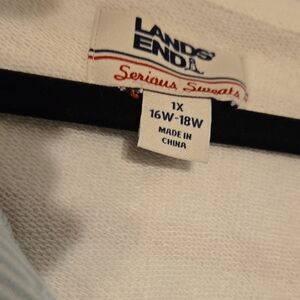 LANDS'
END
Serious Sweats
1X
16W-18W
MADE IN
CHINA